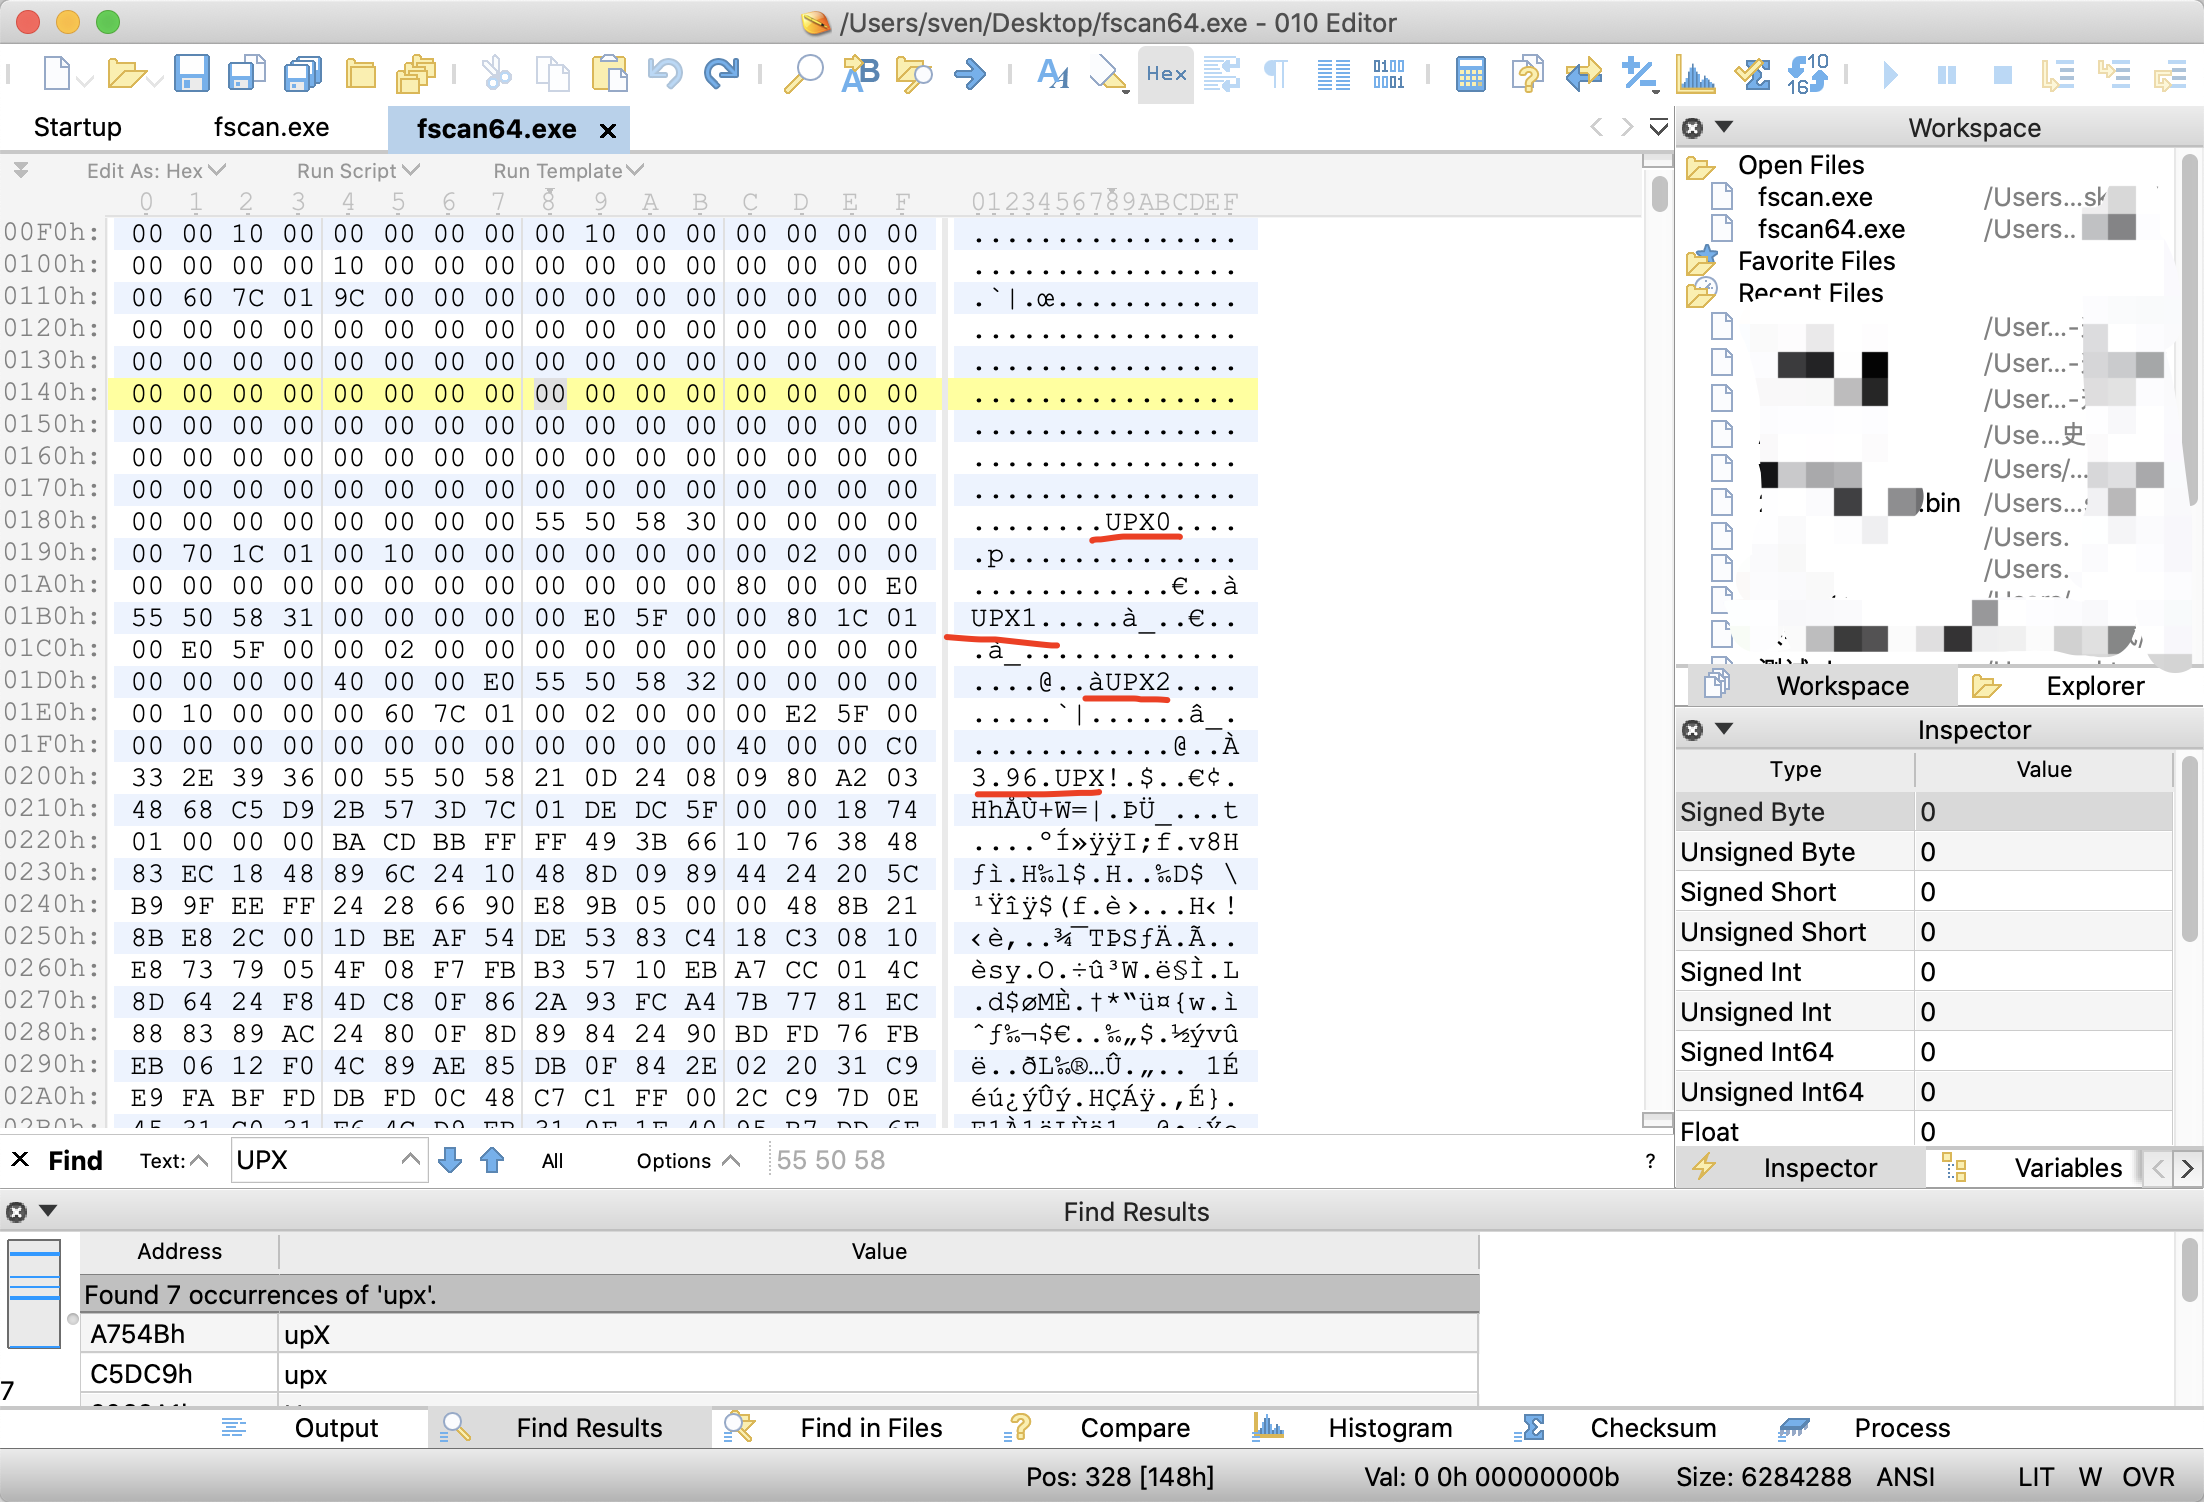 /Users/sven/Desktop/fscan64.exe - 010 Editor
Hex
Startup fscan.exe fscan64.exe ×
Edit As: Hex Run Script Run Template
0 1 2 3 4 5 6 7 8 9 A B C D E F 0123456789ABCDEF
00F0h: 00 00 10 00 00 00 00 00 00 10 00 00 00 00 00 00 ................
0100h: 00 00 00 00 10 00 00 00 00 00 00 00 00 00 00 00 ................
0110h: 00 60 7C 01 9C 00 00 00 00 00 00 00 00 00 00 00 .`|.œ...........
0120h: 00 00 00 00 00 00 00 00 00 00 00 00 00 00 00 00 ................
0130h: 00 00 00 00 00 00 00 00 00 00 00 00 00 00 00 00 ................
0140h: 00 00 00 00 00 00 00 00 00 00 00 00 00 00 00 00 ................
0150h: 00 00 00 00 00 00 00 00 00 00 00 00 00 00 00 00 ................
0160h: 00 00 00 00 00 00 00 00 00 00 00 00 00 00 00 00 ................
0170h: 00 00 00 00 00 00 00 00 00 00 00 00 00 00 00 00 ................
0180h: 00 00 00 00 00 00 00 00 55 50 58 30 00 00 00 00 ........UPX0....
0190h: 00 70 1C 01 00 10 00 00 00 00 00 00 00 02 00 00 .p..............
01A0h: 00 00 00 00 00 00 00 00 00 00 00 00 80 00 00 E0 ............€..à
01B0h: 55 50 58 31 00 00 00 00 00 E0 5F 00 00 80 1C 01 UPX1.....à_..€..
01C0h: 00 E0 5F 00 00 02 00 00 00 00 00 00 00 00 00 00 .à_.............
01D0h: 00 00 00 00 40 00 00 E0 55 50 58 32 00 00 00 00 ....@..àUPX2....
01E0h: 00 10 00 00 00 60 7C 01 00 02 00 00 00 E2 5F 00 .....`|......â_.
01F0h: 00 00 00 00 00 00 00 00 00 00 00 00 40 00 00 C0 ............@..À
0200h: 33 2E 39 36 00 55 50 58 21 0D 24 08 09 80 A2 03 3.96.UPX!.$..€¢.
0210h: 48 68 C5 D9 2B 57 3D 7C 01 DE DC 5F 00 00 18 74 HhÅÙ+W=|.ÞÜ_...t
0220h: 01 00 00 00 BA CD BB FF FF 49 3B 66 10 76 38 48 ....ºÍ»ÿÿI;f.v8H
0230h: 83 EC 18 48 89 6C 24 10 48 8D 09 89 44 24 20 5C ƒì.H‰l$.H..‰D$ \
0240h: B9 9F EE FF 24 28 66 90 E8 9B 05 00 00 48 8B 21 ¹Ÿîÿ$(f.è›...H‹!
0250h: 8B E8 2C 00 1D BE AF 54 DE 53 83 C4 18 C3 08 10 ‹è,..¾¯TÞSƒÄ.Ã..
0260h: E8 73 79 05 4F 08 F7 FB B3 57 10 EB A7 CC 01 4C èsy.O.÷û³W.ë§Ì.L
0270h: 8D 64 24 F8 4D C8 0F 86 2A 93 FC A4 7B 77 81 EC .d$øMÈ.†*“ü¤{w.ì
0280h: 88 83 89 AC 24 80 0F 8D 89 84 24 90 BD FD 76 FB ˆƒ‰¬$€..‰„$.½ývû
0290h: EB 06 12 F0 4C 89 AE 85 DB 0F 84 2E 02 20 31 C9 ë..ðL‰®…Û.„.. 1É
02A0h: E9 FA BF FD DB FD 0C 48 C7 C1 FF 00 2C C9 7D 0E éú¿ýÛý.HÇÁÿ.,É}.
Workspace
Open Files
fscan.exe /Users...sk
fscan64.exe /Users..
Favorite Files
Recent Files
/User...-
/User...-
/User...-
/Use...史
/Users/...
.bin /Users...
/Users.
/Users.
Workspace Explorer
Inspector
Type Value
Signed Byte 0
Unsigned Byte 0
Signed Short 0
Unsigned Short 0
Signed Int 0
Unsigned Int 0
Signed Int64 0
Unsigned Int64 0
Float 0
Inspector Variables
× Find Text: UPX All Options 55 50 58 ?
Find Results
Address Value
Found 7 occurrences of 'upx'.
A754Bh upX
C5DC9h upx
7
Output Find Results Find in Files Compare Histogram Checksum Process
Pos: 328 [148h] Val: 0 0h 00000000b Size: 6284288 ANSI LIT W OVR